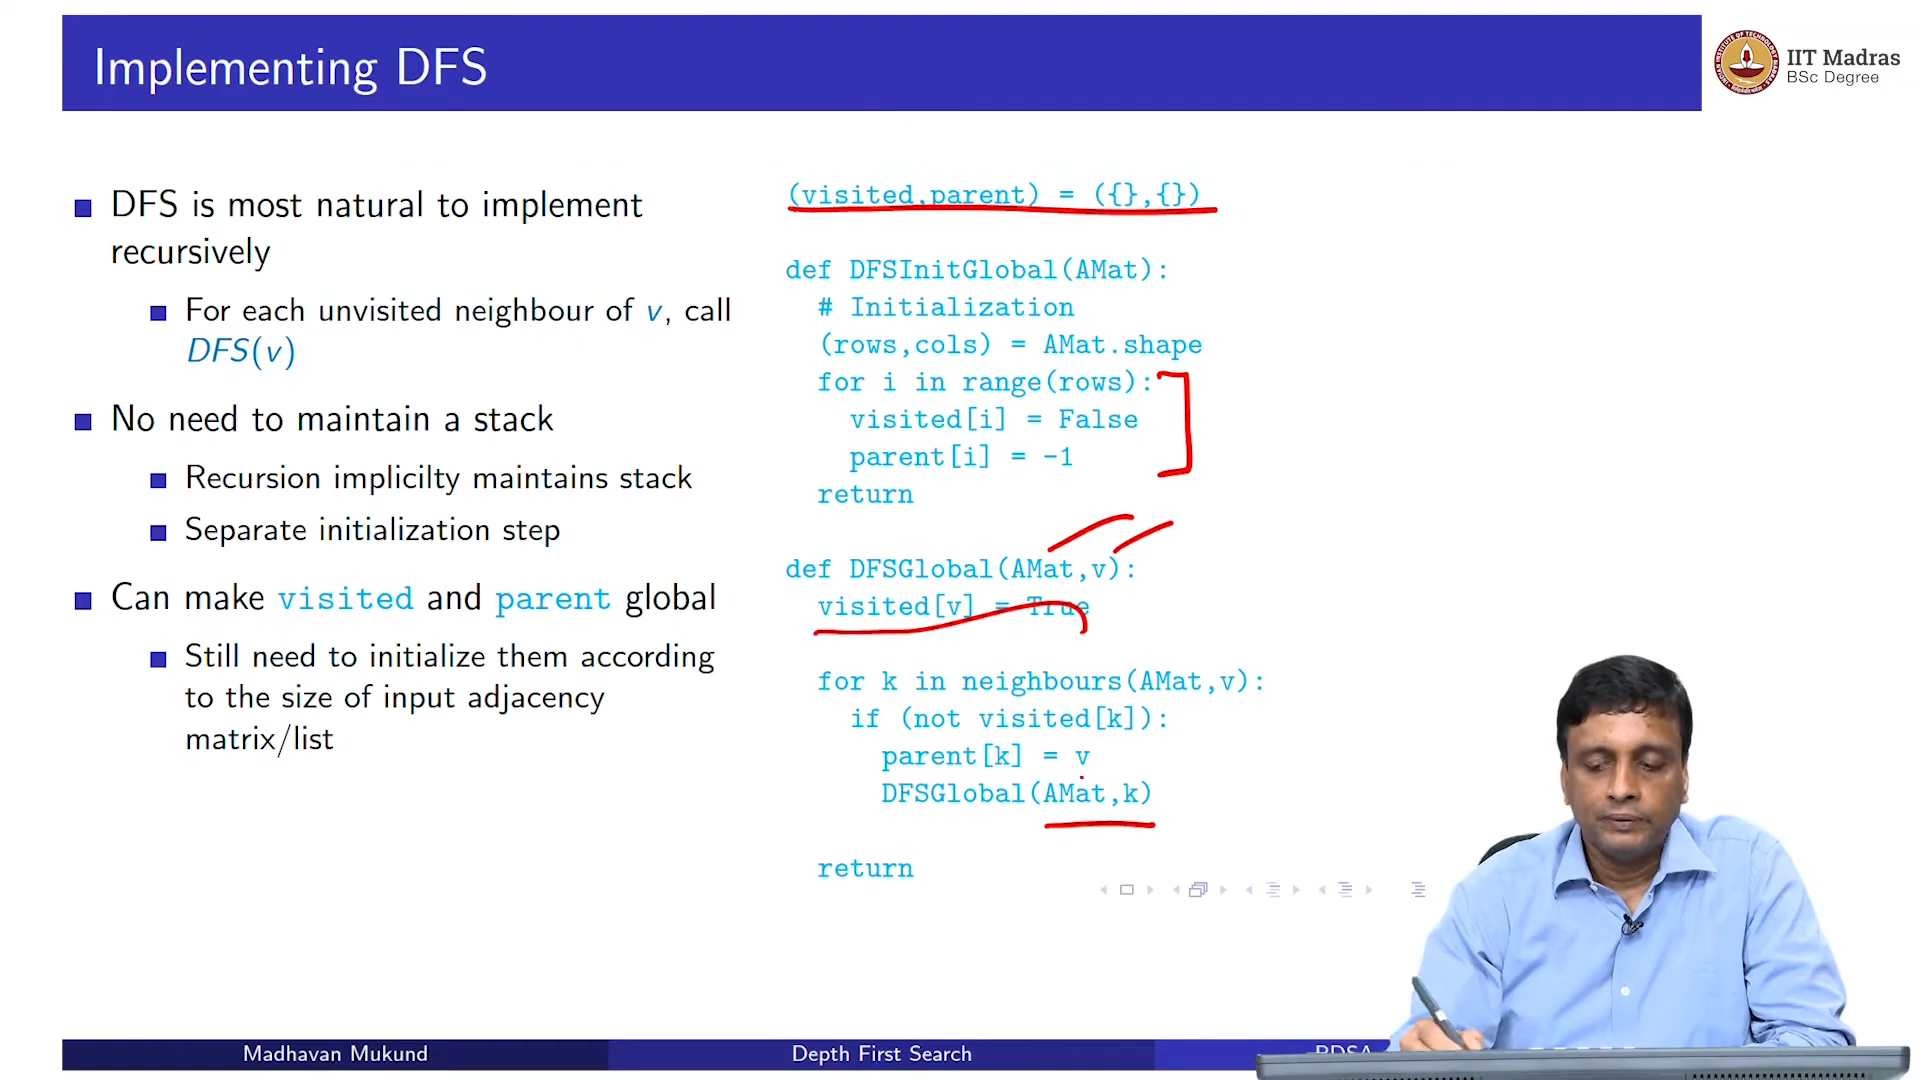 Implementing DFS
IIT Madras
BSc Degree
DFS is most natural to implement
recursively
For each unvisited neighbour of v, call
DFS(v)
No need to maintain a stack
Recursion implicilty maintains stack
Separate initialization step
Can make visited and parent global
Still need to initialize them according
to the size of input adjacency
matrix/list
(visited,parent) = ({},{})
def DFSInitGlobal(AMat):
# Initialization
(rows,cols) = AMat.shape
for i in range(rows):
visited[i] = False
parent[i] = -1
return
def DFSGlobal(AMat,v):
visited[v] = True
for k in neighbours(AMat,v):
if (not visited[k]):
parent[k] = v
DFSGlobal(AMat,k)
return
Madhavan Mukund
Depth First Search